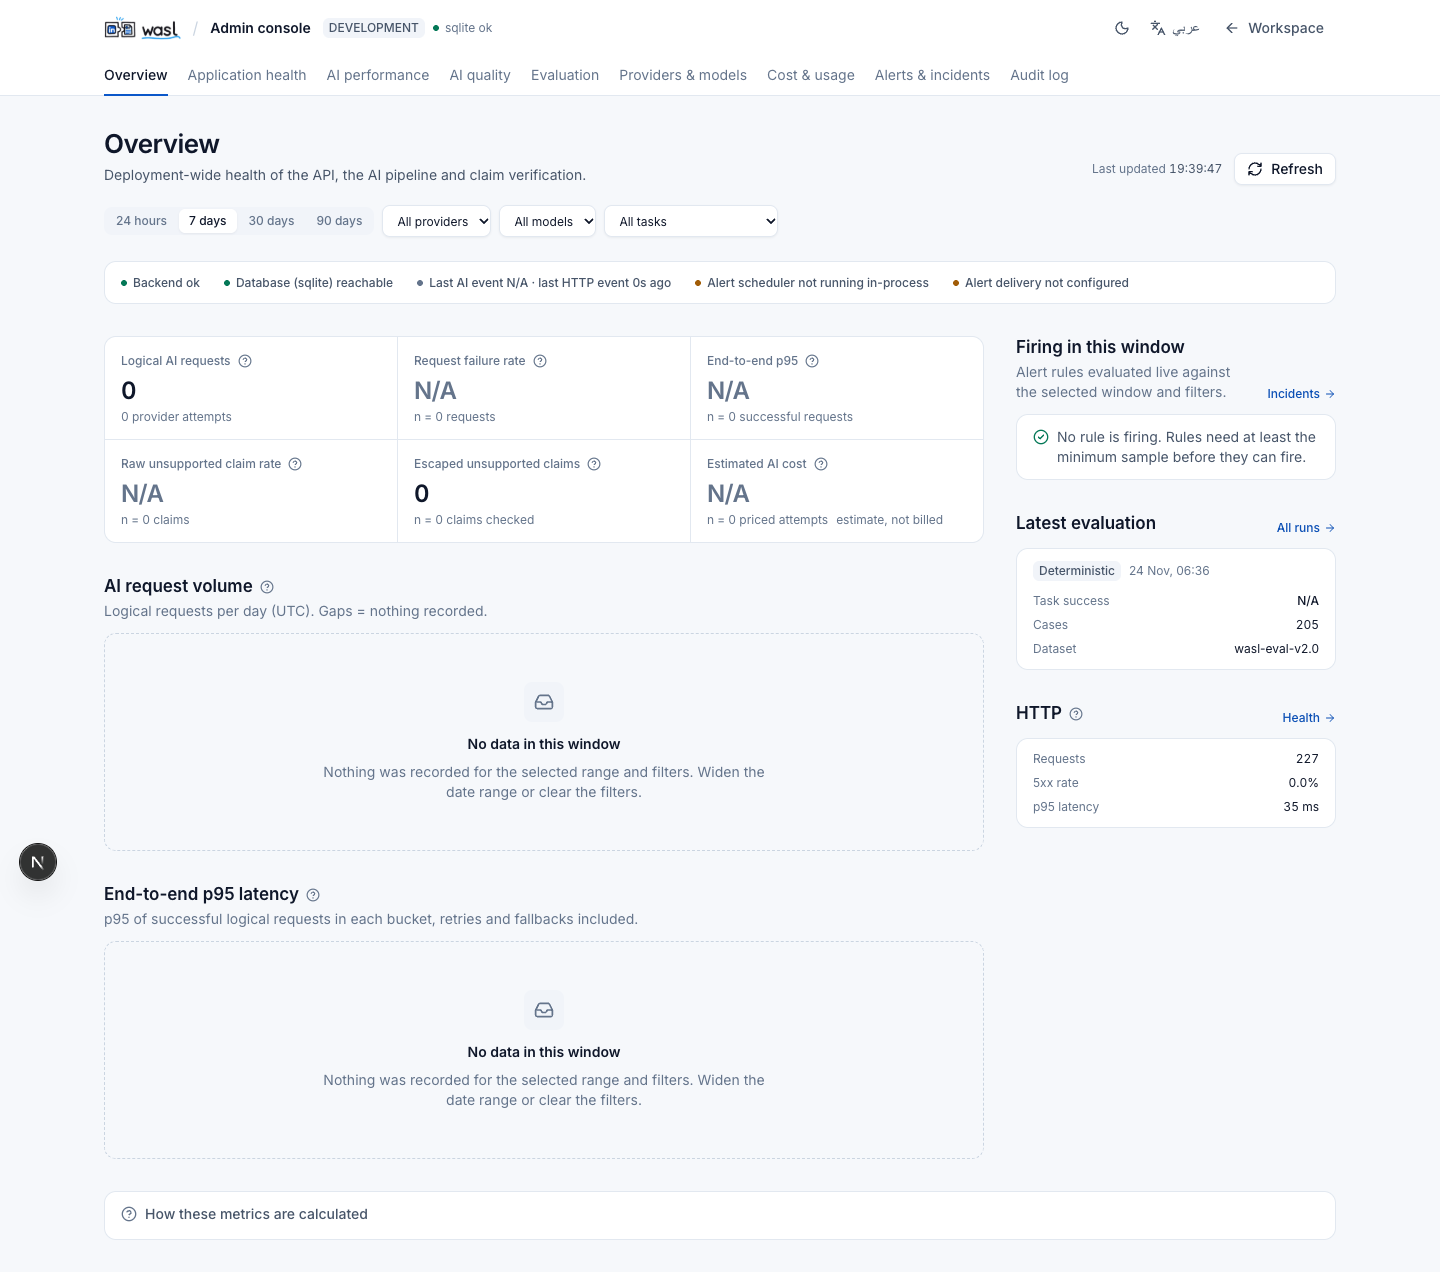 wasl / Admin console DEVELOPMENT sqlite ok
عربي Workspace
Overview Application health AI performance AI quality Evaluation Providers & models Cost & usage Alerts & incidents Audit log
Overview
Deployment-wide health of the API, the AI pipeline and claim verification.
Last updated 19:39:47 Refresh
24 hours 7 days 30 days 90 days All providers All models All tasks
Backend ok Database (sqlite) reachable Last AI event N/A · last HTTP event 0s ago Alert scheduler not running in-process Alert delivery not configured
Logical AI requests
0
0 provider attempts
Request failure rate
N/A
n = 0 requests
End-to-end p95
N/A
n = 0 successful requests
Raw unsupported claim rate
N/A
n = 0 claims
Escaped unsupported claims
0
n = 0 claims checked
Estimated AI cost
N/A
n = 0 priced attempts estimate, not billed
AI request volume
Logical requests per day (UTC). Gaps = nothing recorded.
No data in this window
Nothing was recorded for the selected range and filters. Widen the
date range or clear the filters.
End-to-end p95 latency
p95 of successful logical requests in each bucket, retries and fallbacks included.
No data in this window
Nothing was recorded for the selected range and filters. Widen the
date range or clear the filters.
Firing in this window
Alert rules evaluated live against
the selected window and filters.
Incidents
No rule is firing. Rules need at least the
minimum sample before they can fire.
Latest evaluation
All runs
Deterministic 24 Nov, 06:36
Task success N/A
Cases 205
Dataset wasl-eval-v2.0
HTTP
Health
Requests 227
5xx rate 0.0%
p95 latency 35 ms
N
How these metrics are calculated